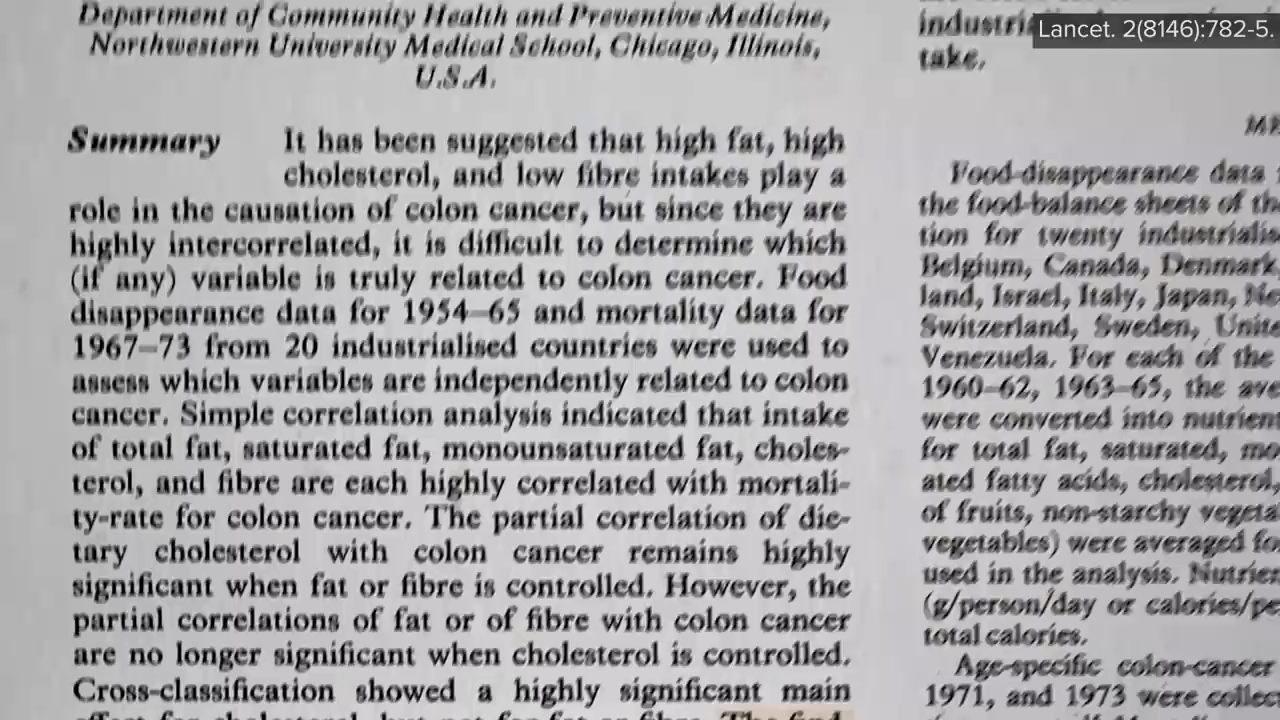 Department of Community Health and Preventive Medicine,
Northwestern University Medical School, Chicago, Illinois,
U.S.A.
Summary It has been suggested that high fat, high
cholesterol, and low fibre intakes play a
role in the causation of colon cancer, but since they are
highly intercorrelated, it is difficult to determine which
(if any) variable is truly related to colon cancer. Food
disappearance data for 1954–65 and mortality data for
1967–73 from 20 industrialised countries were used to
assess which variables are independently related to colon
cancer. Simple correlation analysis indicated that intake
of total fat, saturated fat, monounsaturated fat, choles-
terol, and fibre are each highly correlated with mortali-
ty-rate for colon cancer. The partial correlation of die-
tary cholesterol with colon cancer remains highly
significant when fat or fibre is controlled. However, the
partial correlations of fat or of fibre with colon cancer
are no longer significant when cholesterol is controlled.
Cross-classification showed a highly significant main
effect for cholesterol, but not for fat or fibre. The find-
Lancet. 2(8146):782-5.
take.
Food-disappearance data
the food-balance sheets of
tion for twenty
Belgium, Canada, Denmark,
land, Israel, Italy, Japan,
Switzerland, Sweden,
Venezuela. For each of the
1960–62, 1963–65, the
were converted into
for total fat, saturated,
ated fatty acids, cholesterol,
of fruits, non-starchy
vegetables) were averaged
used in the analysis.
(g/person/day or
total calories.
Age-specific colon-cancer
1971, and 1973 were